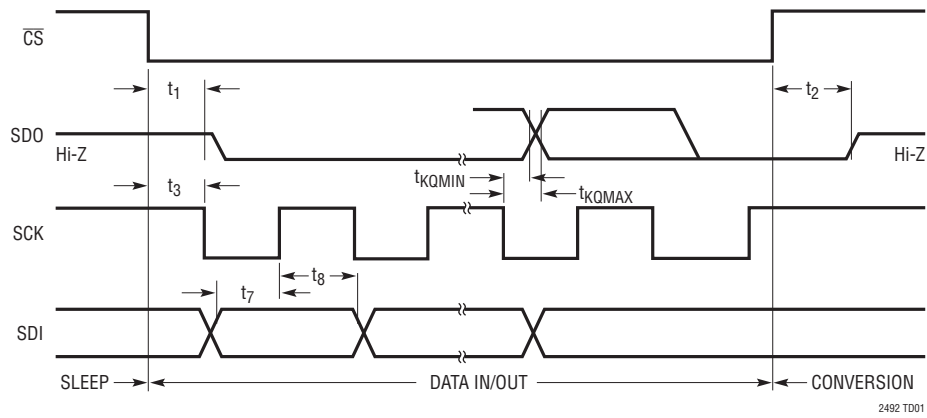 CS
t1
t2
SDO
Hi-Z
Hi-Z
t3
tKQMIN
tKQMAX
SCK
t8
t7
SDI
SLEEP
DATA IN/OUT
CONVERSION
2492 TD01